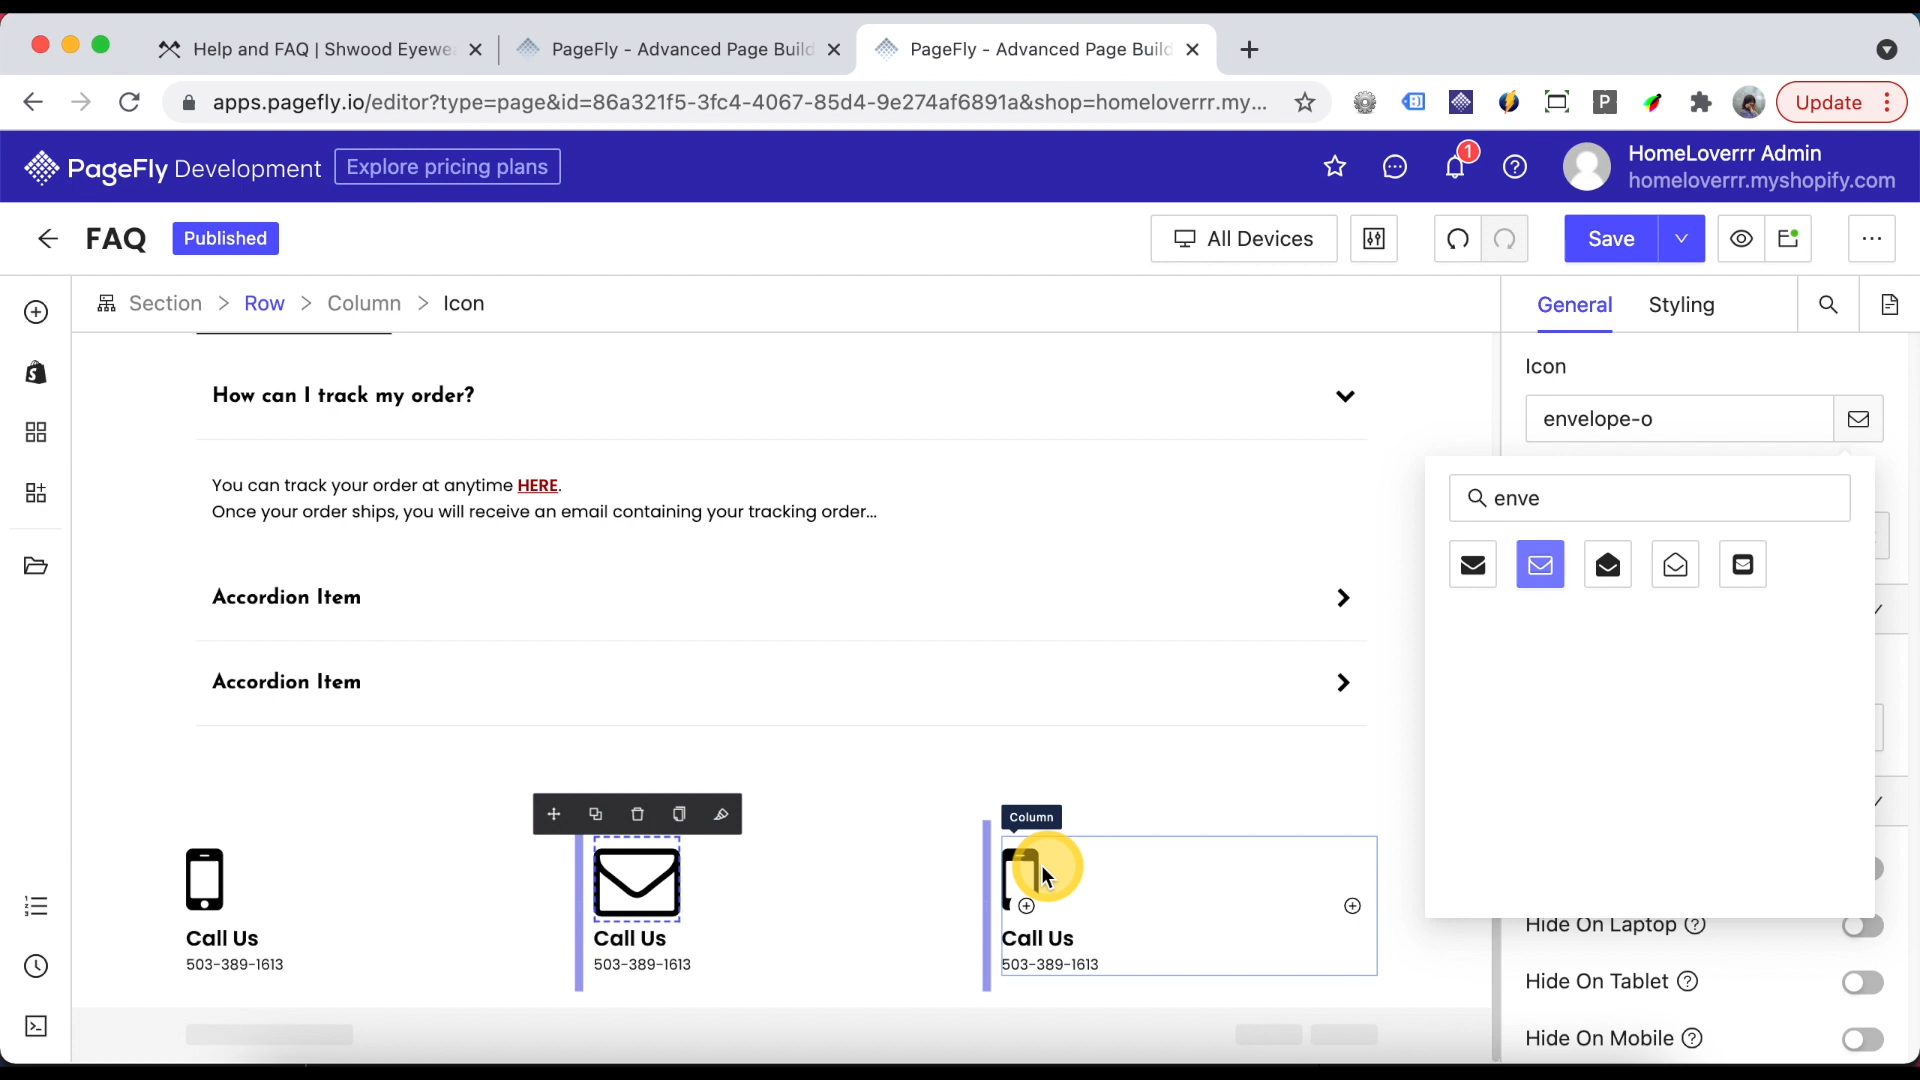 Help and FAQ | Shwood Eyewea
PageFly - Advanced Page Build
PageFly - Advanced Page Build
apps.pagefly.io/editor?type=page&id=86a321f5-3fc4-4067-85d4-9e274af6891a&shop=homeloverrr.my...
Update
PageFly Development
Explore pricing plans
1
HomeLoverrr Admin
homeloverrr.myshopify.com
FAQ
Published
All Devices
Save
Section > Row > Column > Icon
General
Styling
Icon
envelope-o
enve
How can I track my order?
You can track your order at anytime HERE.
Once your order ships, you will receive an email containing your tracking order...
Accordion Item
Accordion Item
Column
Call Us
503-389-1613
Call Us
503-389-1613
Call Us
503-389-1613
Hide On Laptop
Hide On Tablet
Hide On Mobile